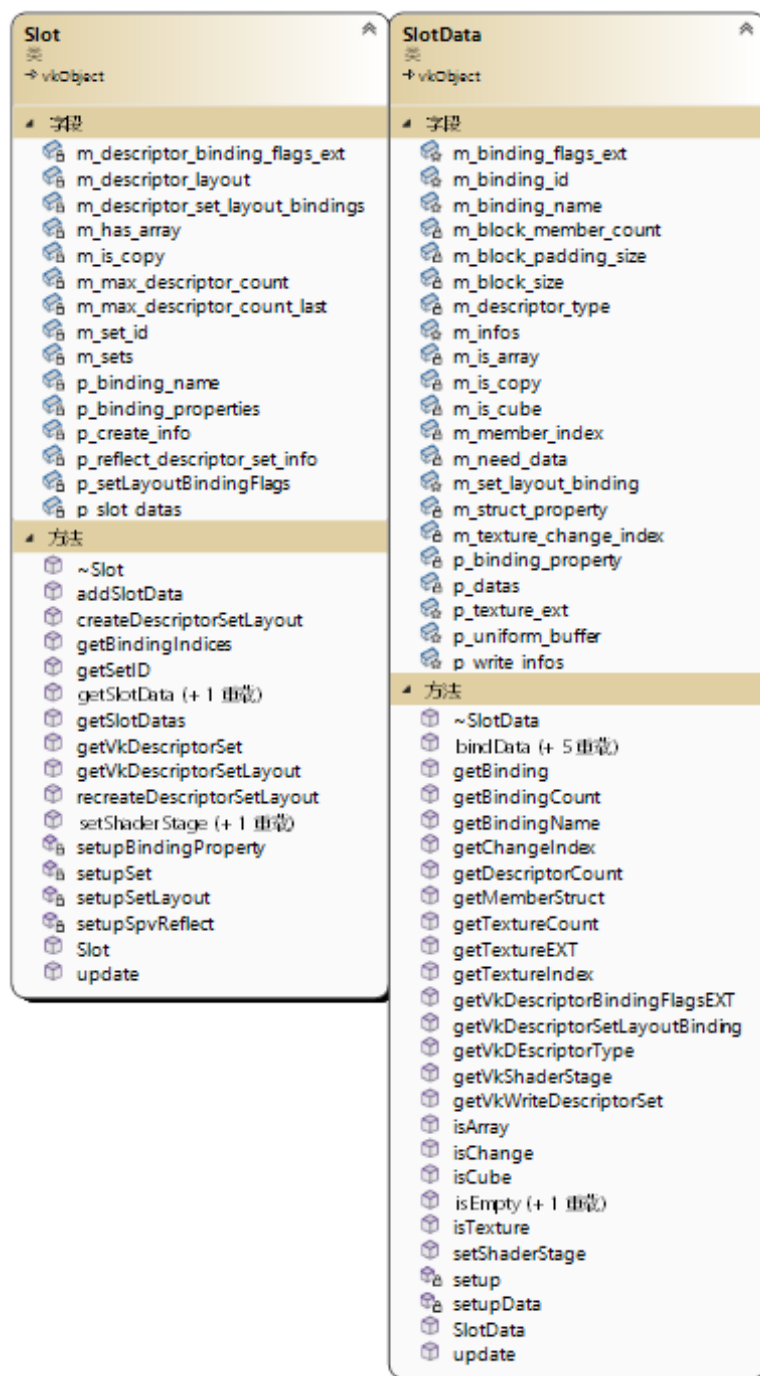 Slot
类
vkObject
字段
m_descriptor_binding_flags_ext
m_descriptor_layout
m_descriptor_set_layout_bindings
m_has_array
m_is_copy
m_max_descriptor_count
m_max_descriptor_count_last
m_set_id
m_sets
p_binding_name
p_binding_properties
p_create_info
p_reflect_descriptor_set_info
p_setLayoutBindingFlags
p_slot_datas
方法
~Slot
addSlotData
createDescriptorSetLayout
getBindingIndices
getSetID
getSlotData (+ 1 重载)
getSlotDatas
getVkDescriptorSet
getVkDescriptorSetLayout
recreateDescriptorSetLayout
setShaderStage (+ 1 重载)
setupBindingProperty
setupSet
setupSetLayout
setupSpvReflect
Slot
update
SlotData
类
vkObject
字段
m_binding_flags_ext
m_binding_id
m_binding_name
m_block_member_count
m_block_padding_size
m_block_size
m_descriptor_type
m_infos
m_is_array
m_is_copy
m_is_cube
m_member_index
m_need_data
m_set_layout_binding
m_struct_property
m_texture_change_index
p_binding_property
p_datas
p_texture_ext
p_uniform_buffer
p_write_infos
方法
~SlotData
bindData (+ 5 重载)
getBinding
getBindingCount
getBindingName
getChangeIndex
getDescriptorCount
getMemberStruct
getTextureCount
getTextureEXT
getTextureIndex
getVkDescriptorBindingFlagsEXT
getVkDescriptorSetLayoutBinding
getVkDEscriptorType
getVkShaderStage
getVkWriteDescriptorSet
isArray
isChange
isCube
isEmpty (+ 1 重载)
isTexture
setShaderStage
setup
setupData
SlotData
update